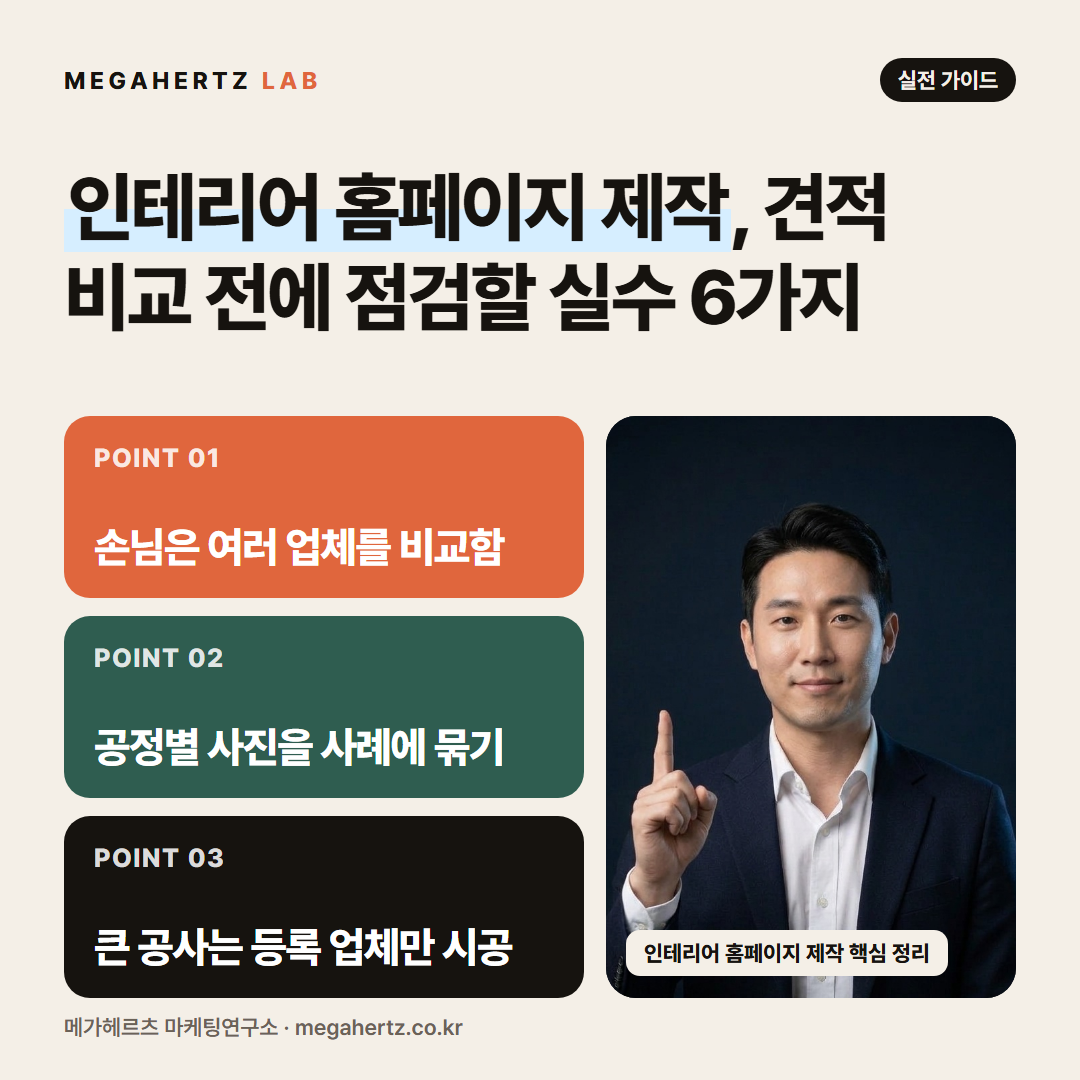 MEGAHERTZ LAB
실전 가이드
인테리어 홈페이지 제작, 견적
비교 전에 점검할 실수 6가지
POINT 01
손님은 여러 업체를 비교함
POINT 02
공정별 사진을 사례에 묶기
POINT 03
큰 공사는 등록 업체만 시공
인테리어 홈페이지 제작 핵심 정리
메가헤르츠 마케팅연구소 · megahertz.co.kr